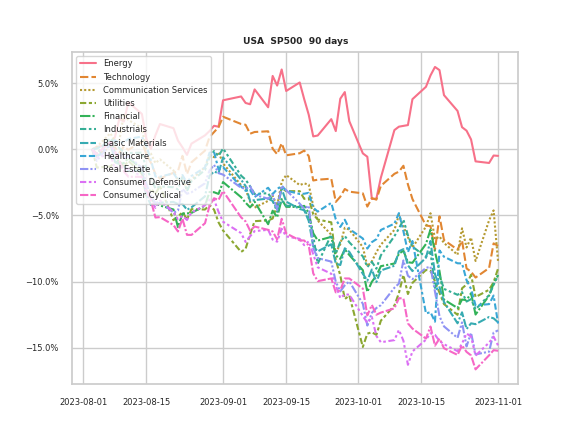 USA  SP500  90 days
5.0%
0.0%
−5.0%
−10.0%
−15.0%
Energy
Technology
Communication Services
Utilities
Financial
Industrials
Basic Materials
Healthcare
Real Estate
Consumer Defensive
Consumer Cyclical
2023-08-01
2023-08-15
2023-09-01
2023-09-15
2023-10-01
2023-10-15
2023-11-01